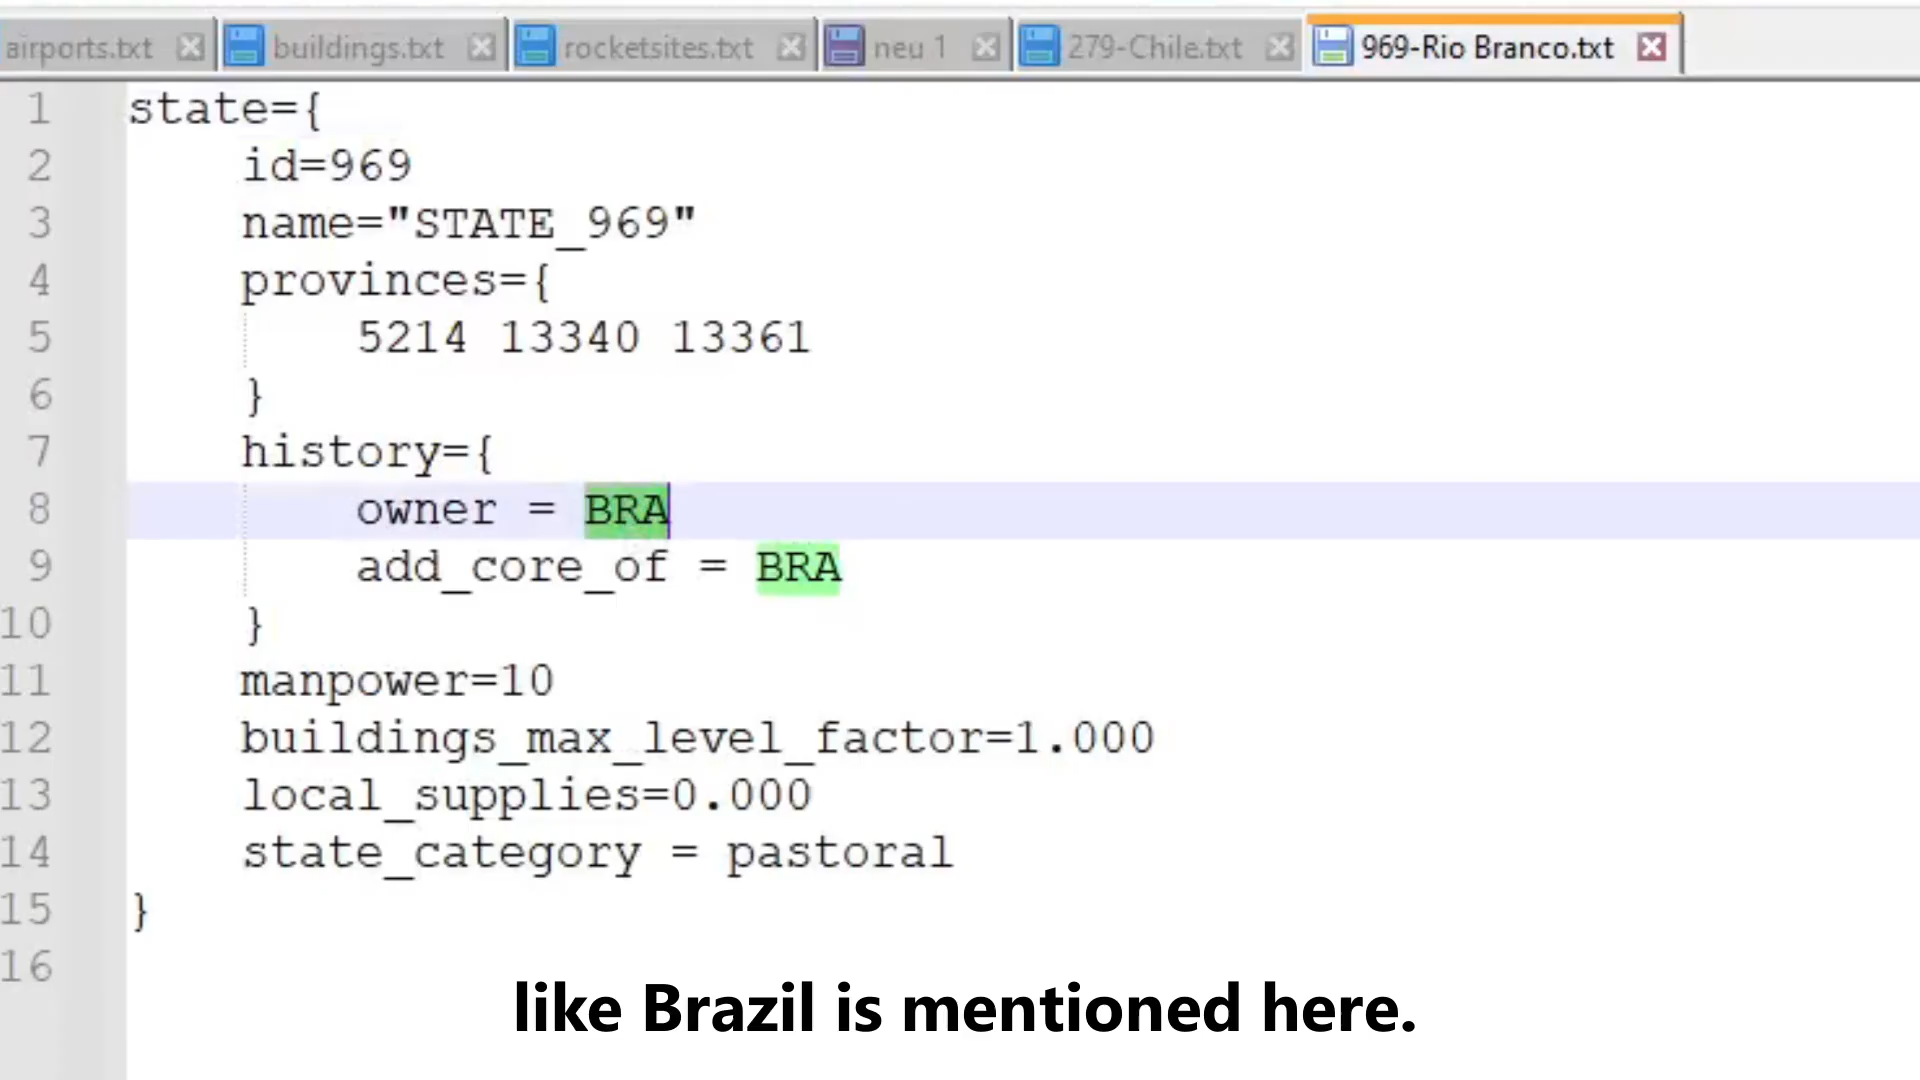 airports.txt buildings.txt rocketsites.txt neu 1 279-Chile.txt 969-Rio Branco.txt
1 state={
2 id=969
3 name="STATE_969"
4 provinces={
5 5214 13340 13361
6 }
7 history={
8 owner = BRA
9 add_core_of = BRA
10 }
11 manpower=10
12 buildings_max_level_factor=1.000
13 local_supplies=0.000
14 state_category = pastoral
15 }
16
like Brazil is mentioned here.